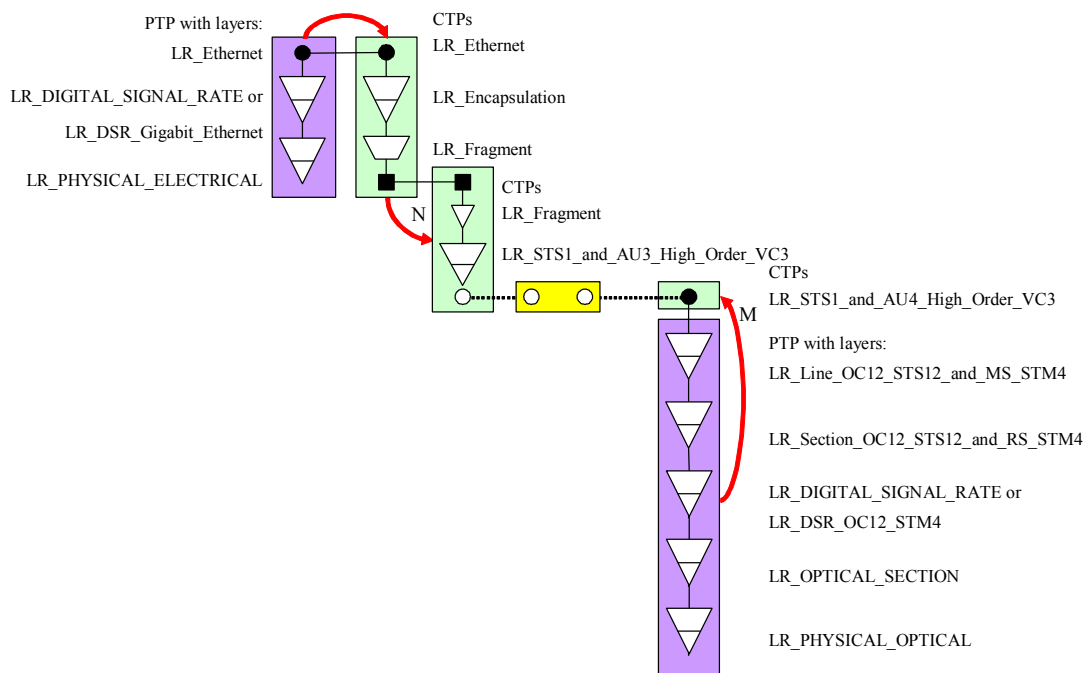 PTP with layers:
LR_Ethernet
LR_DIGITAL_SIGNAL_RATE or
LR_DSR_Gigabit_Ethernet
LR_PHYSICAL_ELECTRICAL
CTPs
LR_Ethernet
LR_Encapsulation
LR_Fragment
N
CTPs
LR_Fragment
LR_STS1_and_AU3_High_Order_VC3
CTPs
LR_STS1_and_AU4_High_Order_VC3
M
PTP with layers:
LR_Line_OC12_STS12_and_MS_STM4
LR_Section_OC12_STS12_and_RS_STM4
LR_DIGITAL_SIGNAL_RATE or
LR_DSR_OC12_STM4
LR_OPTICAL_SECTION
LR_PHYSICAL_OPTICAL